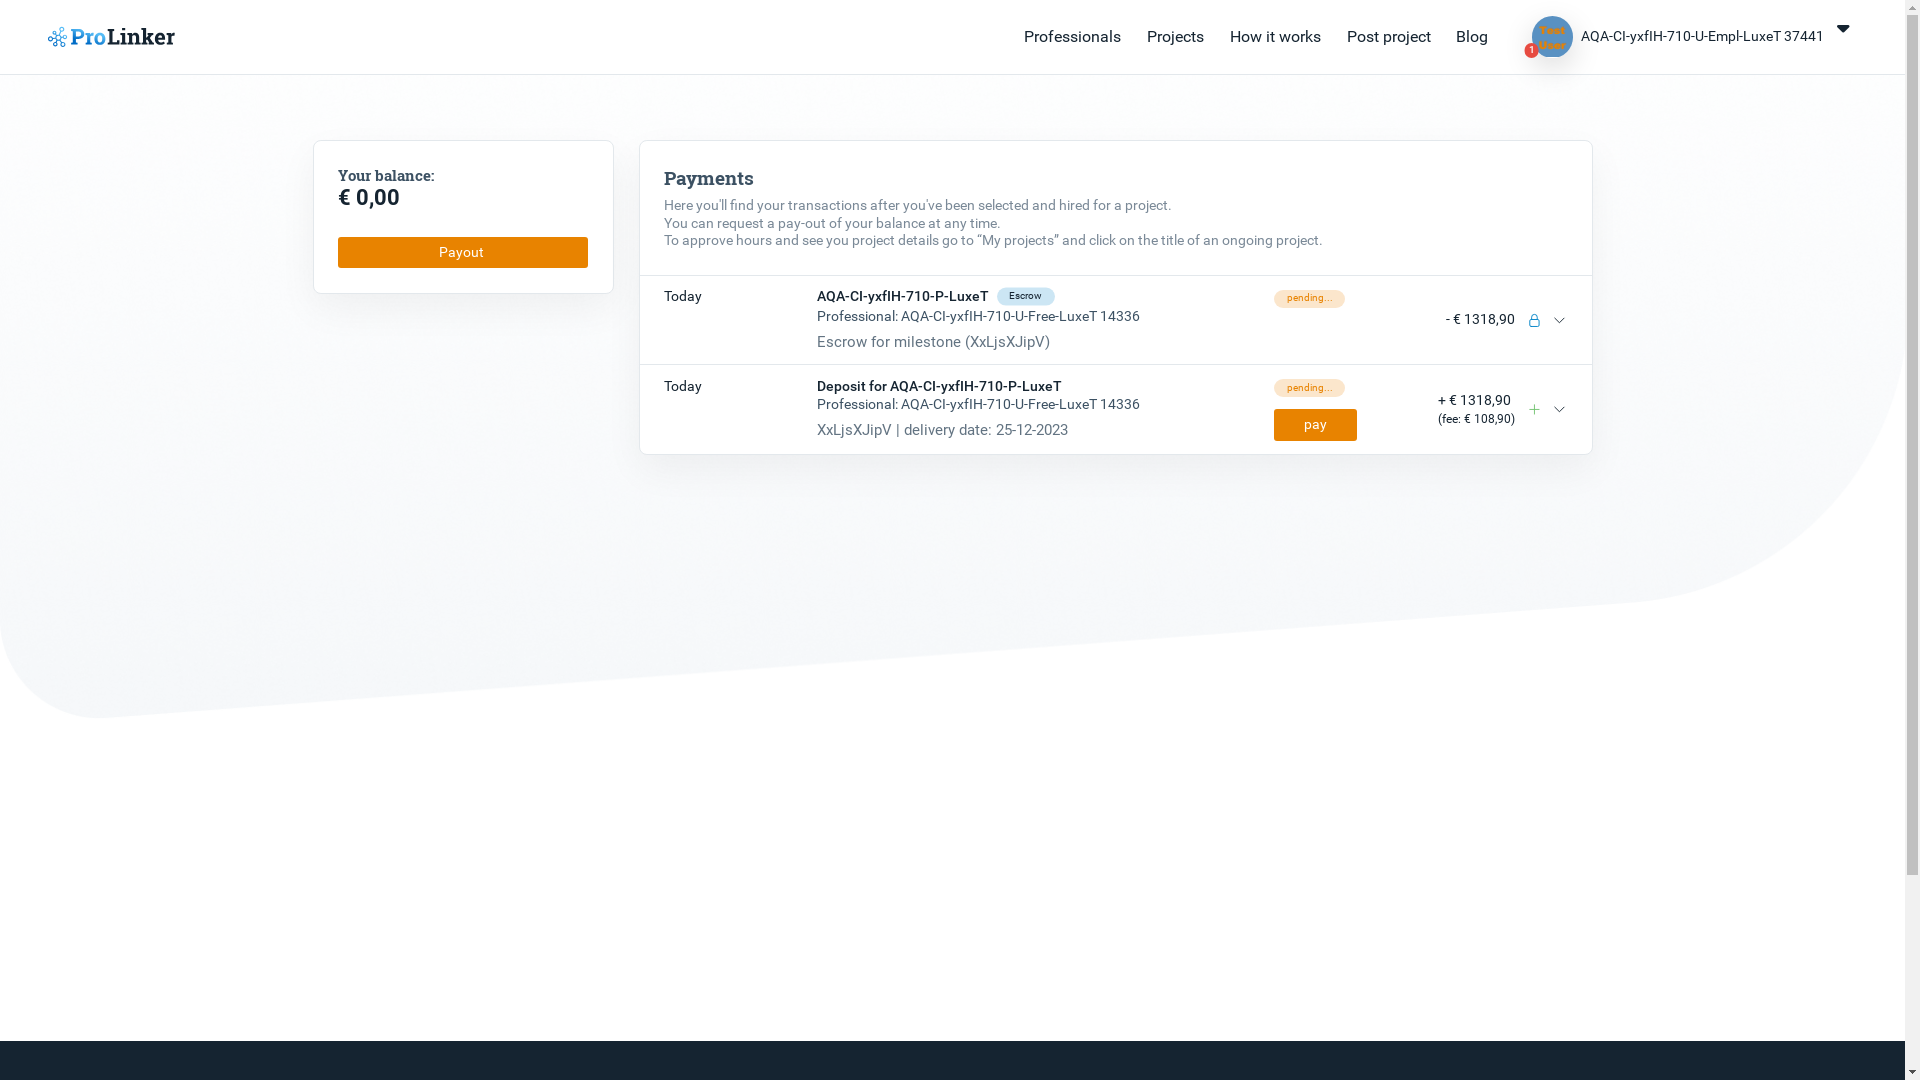 ProLinker
Professionals
Projects
How it works
Post project
Blog
Test
User
1
AQA-CI-yxfIH-710-U-Empl-LuxeT 37441
Your balance:
€ 0,00
Payout
Payments
Here you'll find your transactions after you've been selected and hired for a project.
You can request a pay-out of your balance at any time.
To approve hours and see you project details go to “My projects” and click on the title of an ongoing project.
Today
AQA-CI-yxfIH-710-P-LuxeT Escrow
Professional: AQA-CI-yxfIH-710-U-Free-LuxeT 14336
Escrow for milestone (XxLjsXJipV)
pending...
- € 1318,90
Today
Deposit for AQA-CI-yxfIH-710-P-LuxeT
Professional: AQA-CI-yxfIH-710-U-Free-LuxeT 14336
XxLjsXJipV | delivery date: 25-12-2023
pending...
pay
+ € 1318,90
(fee: € 108,90)